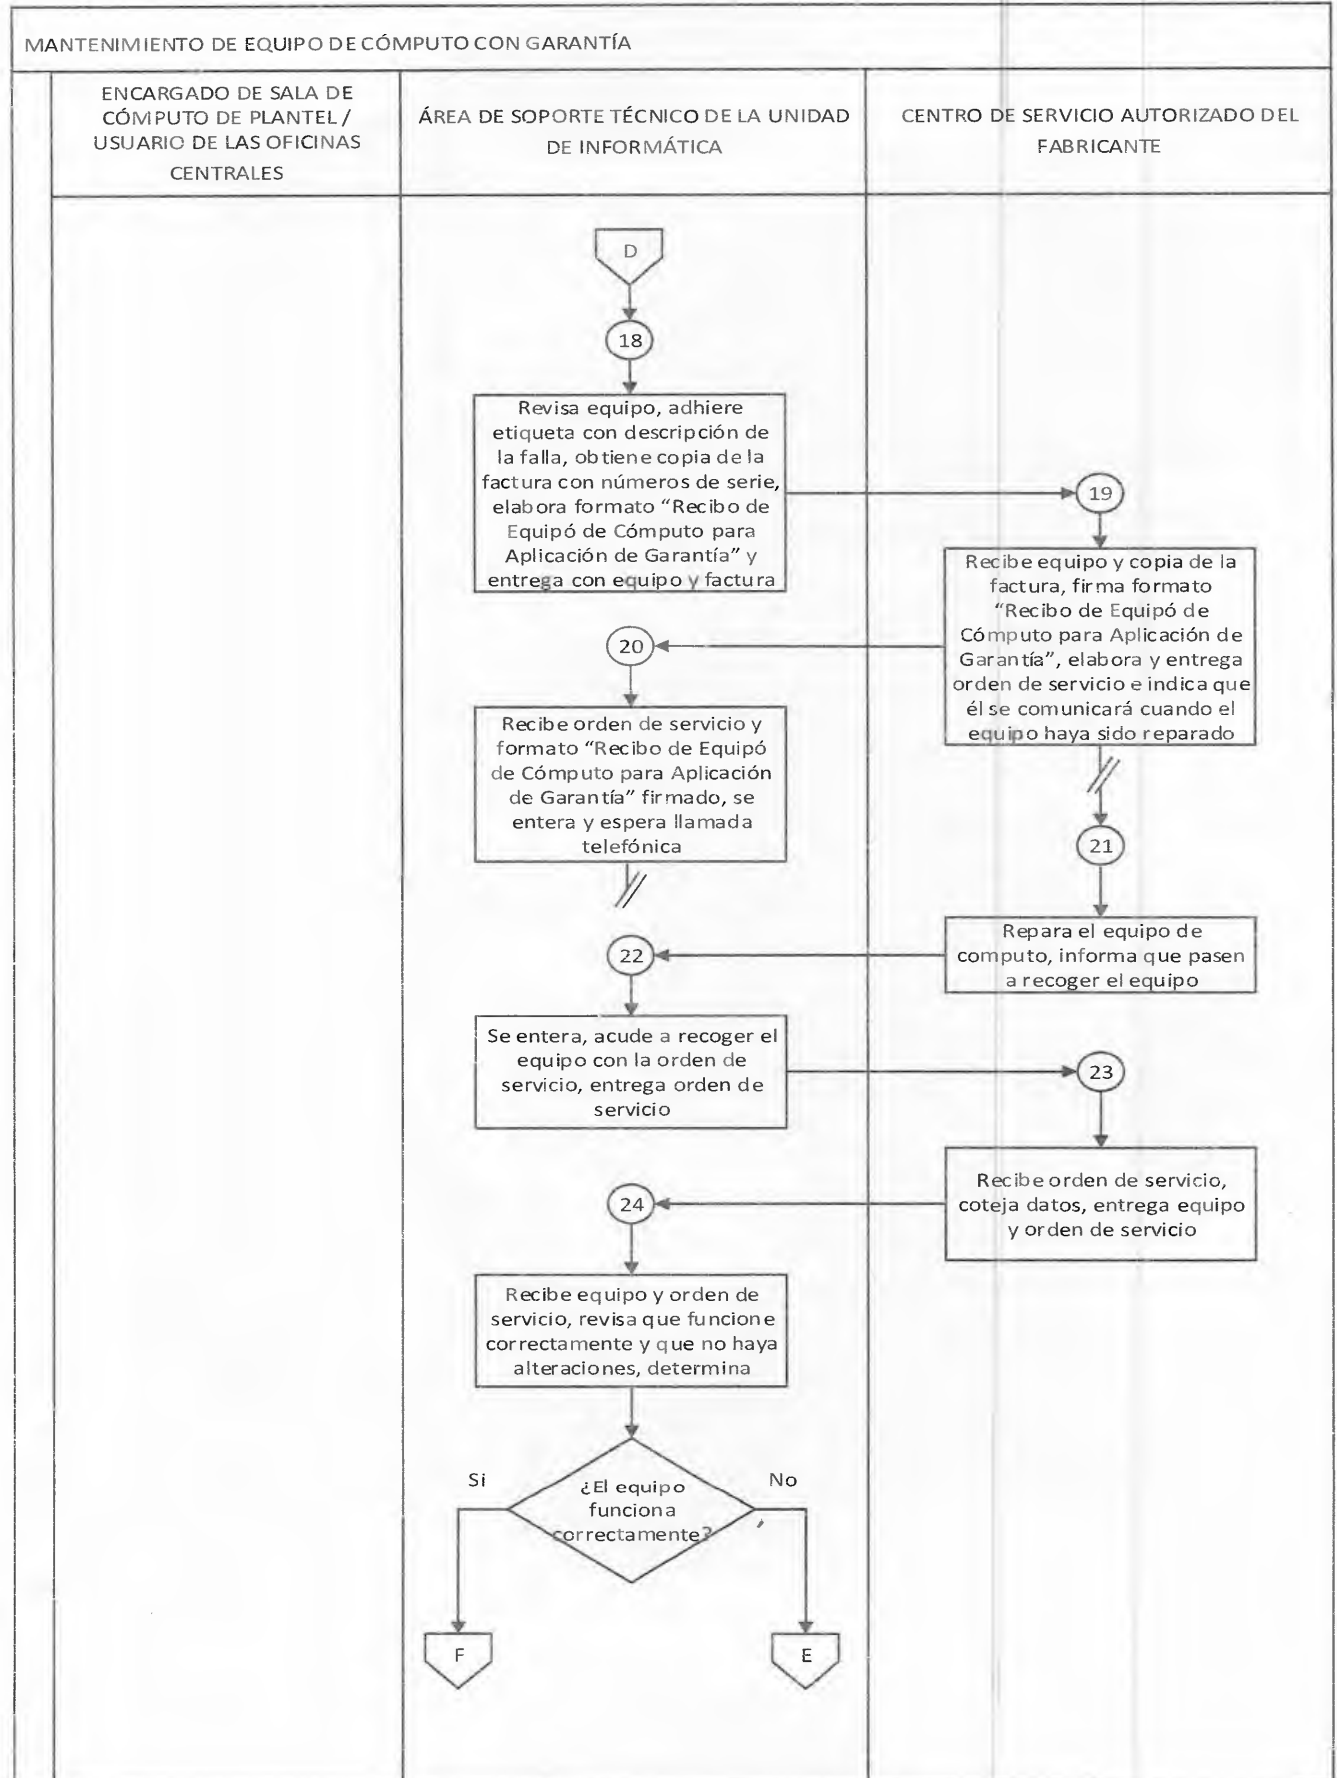 MANTENIMIENTO DE EQUIPO DE CÓMPUTO CON GARANTÍA
ENCARGADO DE SALA DE
CÓMPUTO DE PLANTEL /
USUARIO DE LAS OFICINAS
CENTRALES
ÁREA DE SOPORTE TÉCNICO DE LA UNIDAD
DE INFORMÁTICA
CENTRO DE SERVICIO AUTORIZADO DEL
FABRICANTE
D
18
Revisa equipo, adhiere
etiqueta con descripción de
la falla, obtiene copia de la
factura con números de serie,
elabora formato “Recibo de
Equipó de Cómputo para
Aplicación de Garantía” y
entrega con equipo y factura
19
Recibe equipo y copia de la
factura, firma formato
“Recibo de Equipó de
Cómputo para Aplicación de
Garantía”, elabora y entrega
orden de servicio e indica que
él se comunicará cuando el
equipo haya sido reparado
20
Recibe orden de servicio y
formato “Recibo de Equipó
de Cómputo para Aplicación
de Garantía” firmado, se
entera y espera llamada
telefónica
21
Repara el equipo de
computo, informa que pasen
a recoger el equipo
22
Se entera, acude a recoger el
equipo con la orden de
servicio, entrega orden de
servicio
23
Recibe orden de servicio,
coteja datos, entrega equipo
y orden de servicio
24
Recibe equipo y orden de
servicio, revisa que funcione
correctamente y que no haya
alteraciones, determina
¿El equipo
funciona
correctamente?
Si
No
F
E